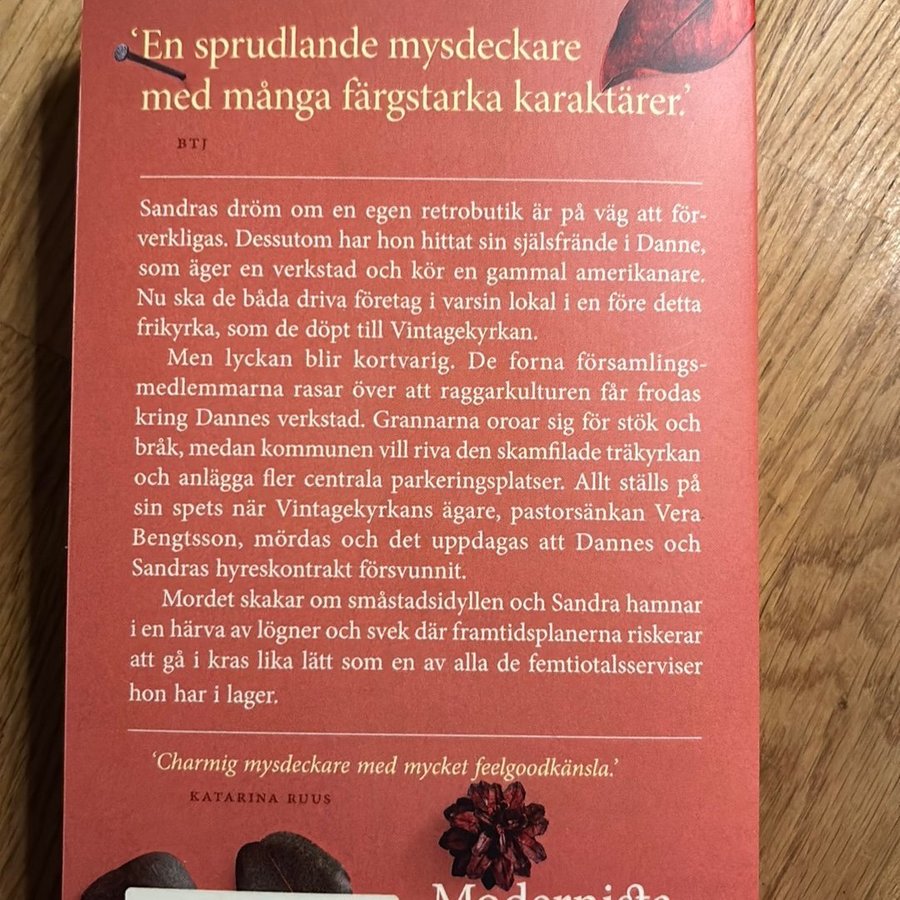 ‘En sprudlande mysdeckare
med många färgstarka karaktärer.’
BTJ
Sandras dröm om en egen retrobutik är på väg att för-
verkligas. Dessutom har hon hittat sin själsfrände i Danne,
som äger en verkstad och kör en gammal amerikanare.
Nu ska de båda driva företag i varsin lokal i en före detta
frikyrka, som de döpt till Vintagekyrkan.
Men lyckan blir kortvarig. De forna församlings-
medlemmarna rasar över att raggarkulturen får frodas
kring Dannes verkstad. Grannarna oroar sig för stök och
bråk, medan kommunen vill riva den skamfilade träkyrkan
och anlägga fler centrala parkeringsplatser. Allt ställs på
sin spets när Vintagekyrkans ägare, pastorsänkan Vera
Bengtsson, mördas och det uppdagas att Dannes och
Sandras hyreskontrakt försvunnit.
Mordet skakar om småstadsidyllen och Sandra hamnar
i en härva av lögner och svek där framtidsplanerna riskerar
att gå i kras lika lätt som en av alla de femtiotalsserviser
hon har i lager.
‘Charmig mysdeckare med mycket feelgoodkänsla.’
KATARINA RUUS
Modernista